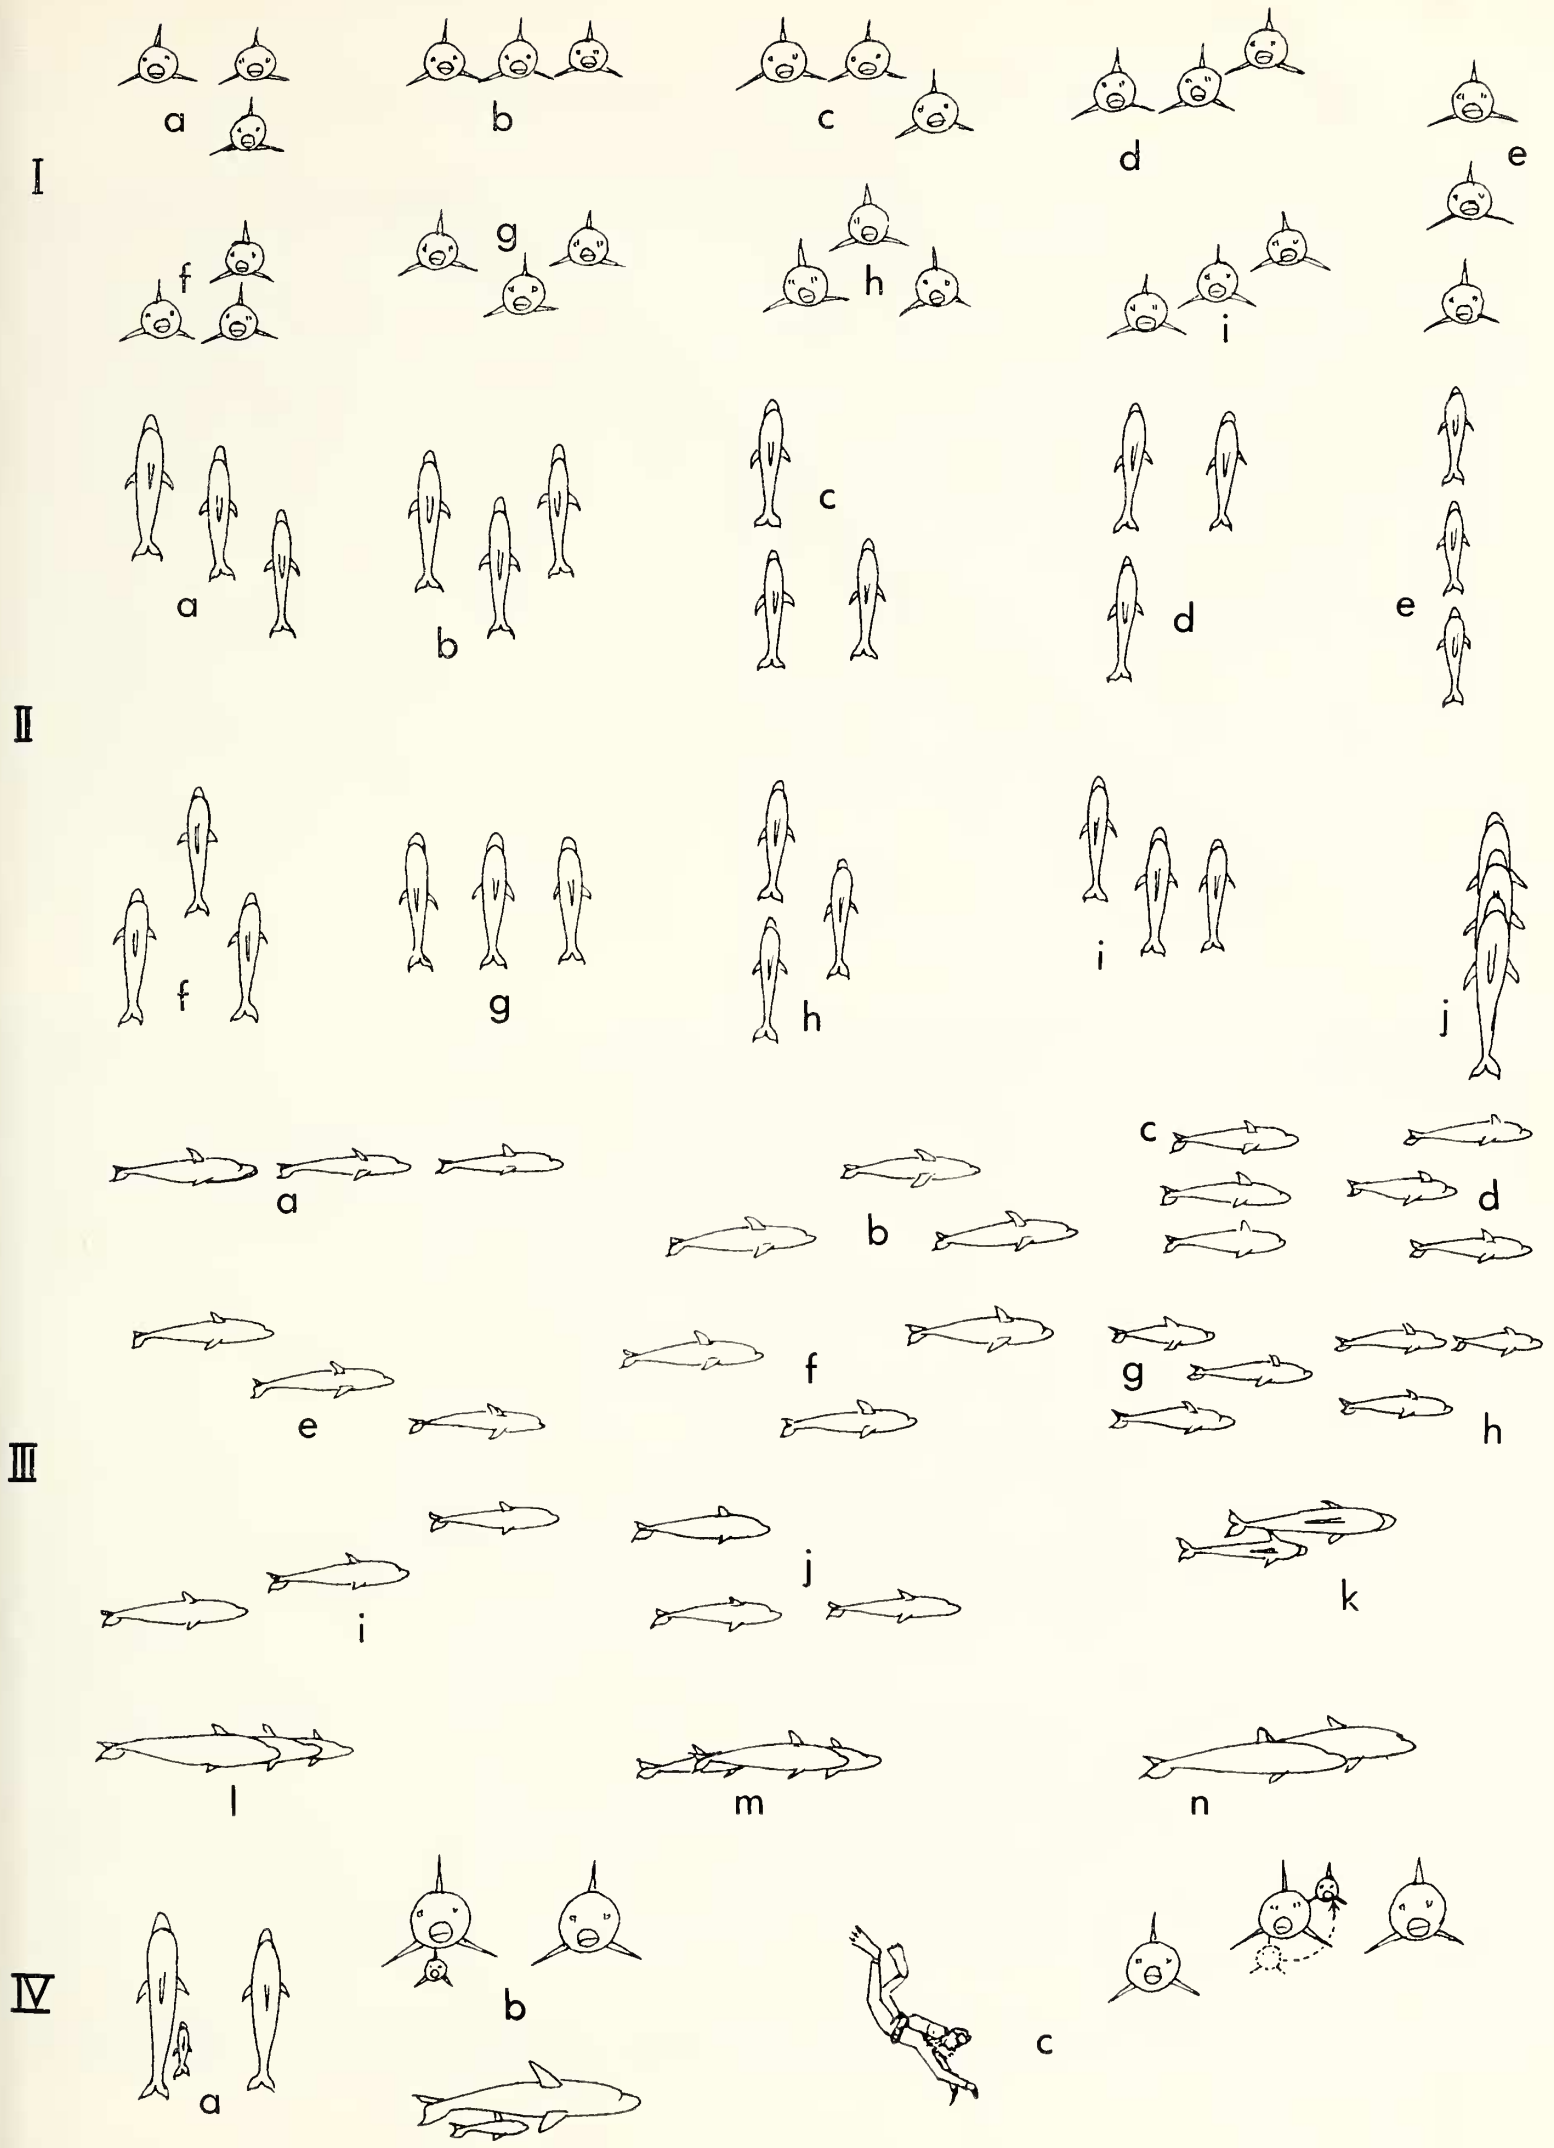 a b c d e
I
f g h i
a b c d e
II
f g h i j
a b c d
e f g h
III
i j k
l m n
IV
a b c